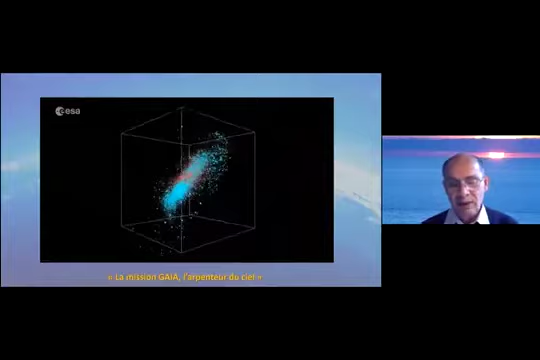 esa
« La mission GAIA, l'arpenteur du ciel »